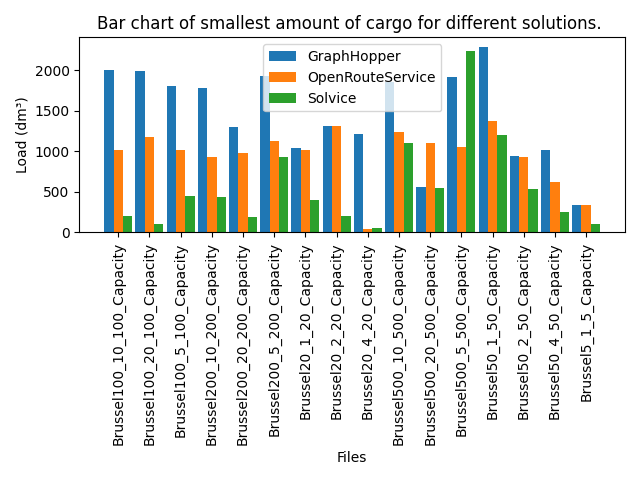 Bar chart of smallest amount of cargo for different solutions.
GraphHopper
OpenRouteService
Solvice
Load (dm³)
2000
1500
1000
500
0
Brussel100_10_100_Capacity
Brussel100_20_100_Capacity
Brussel100_5_100_Capacity
Brussel200_10_200_Capacity
Brussel200_20_200_Capacity
Brussel200_5_200_Capacity
Brussel20_1_20_Capacity
Brussel20_2_20_Capacity
Brussel20_4_20_Capacity
Brussel500_10_500_Capacity
Brussel500_20_500_Capacity
Brussel500_5_500_Capacity
Brussel50_1_50_Capacity
Brussel50_2_50_Capacity
Brussel50_4_50_Capacity
Brussel5_1_5_Capacity
Files